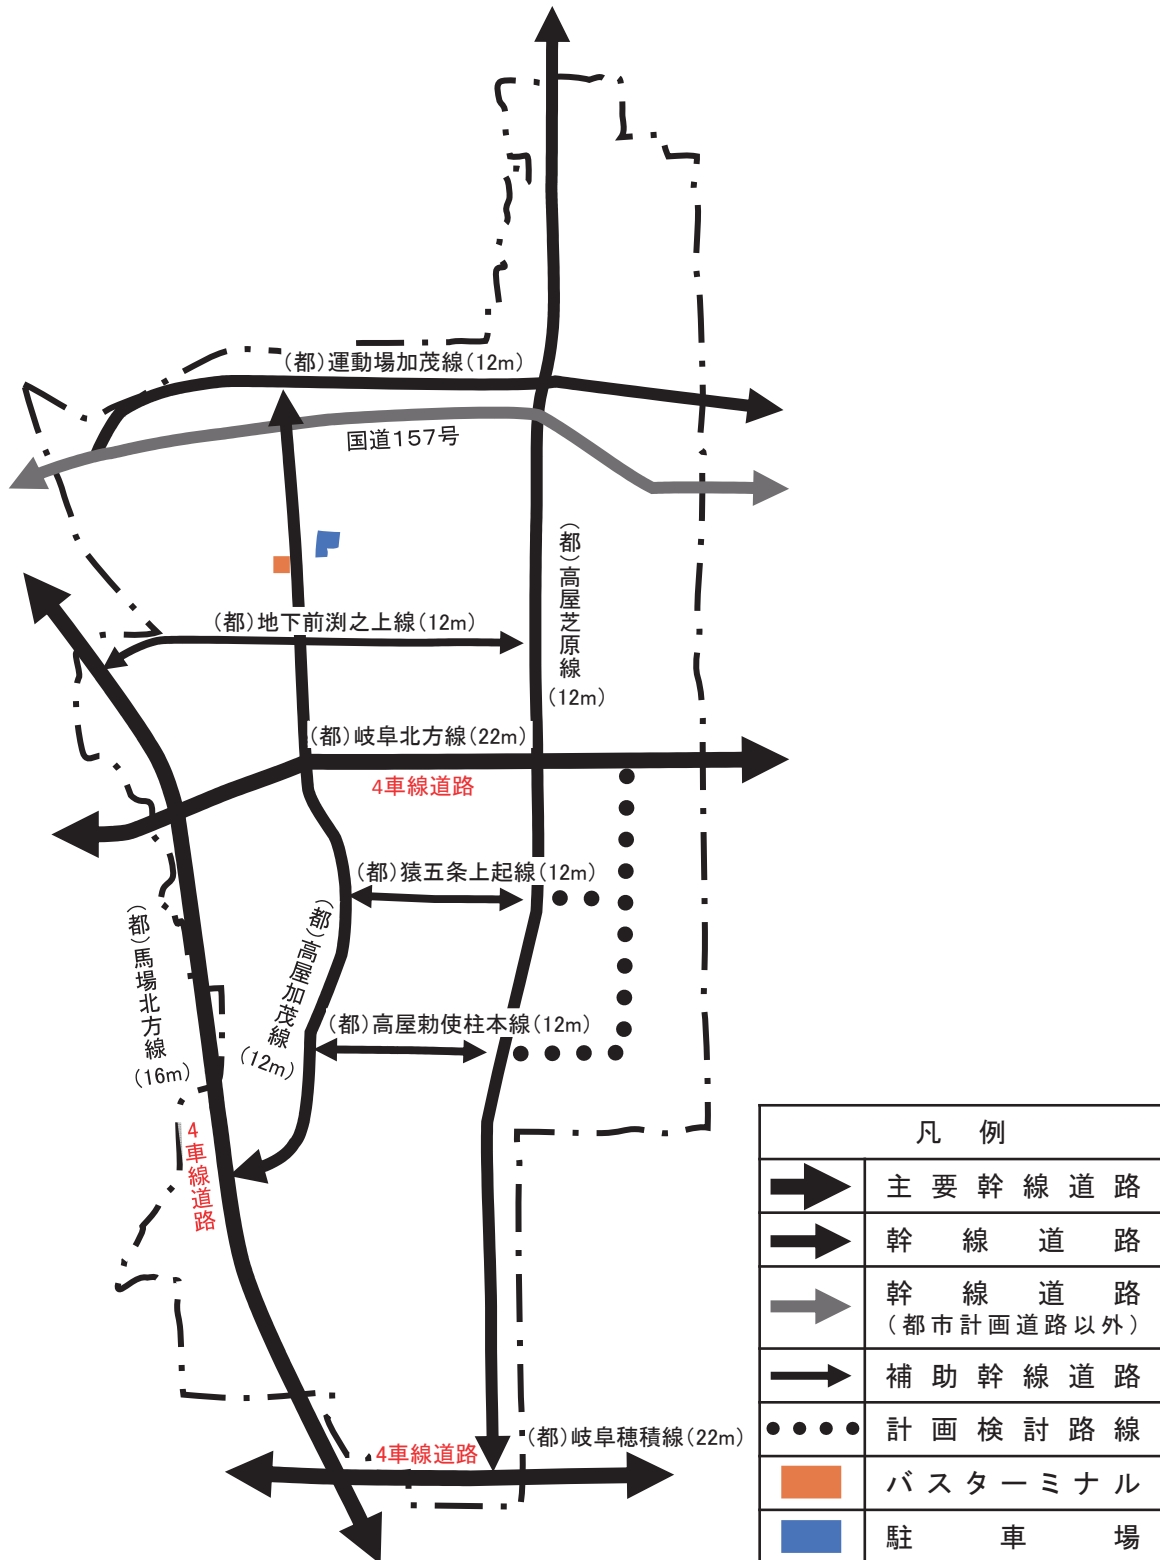 (都)運動場加茂線(12m)
国道157号
(都)高屋芝原線(12m)
(都)地下前渕之上線(12m)
(都)岐阜北方線(22m)
4車線道路
(都)猿五条上起線(12m)
(都)馬場北方線(16m)
(都)高屋加茂線(12m)
(都)高屋勅使柱本線(12m)
4車線道路
(都)岐阜穂積線(22m)
4車線道路
凡例
主要幹線道路
幹線道路
幹線道路
(都市計画道路以外)
補助幹線道路
計画検討路線
バスターミナル
駐車場